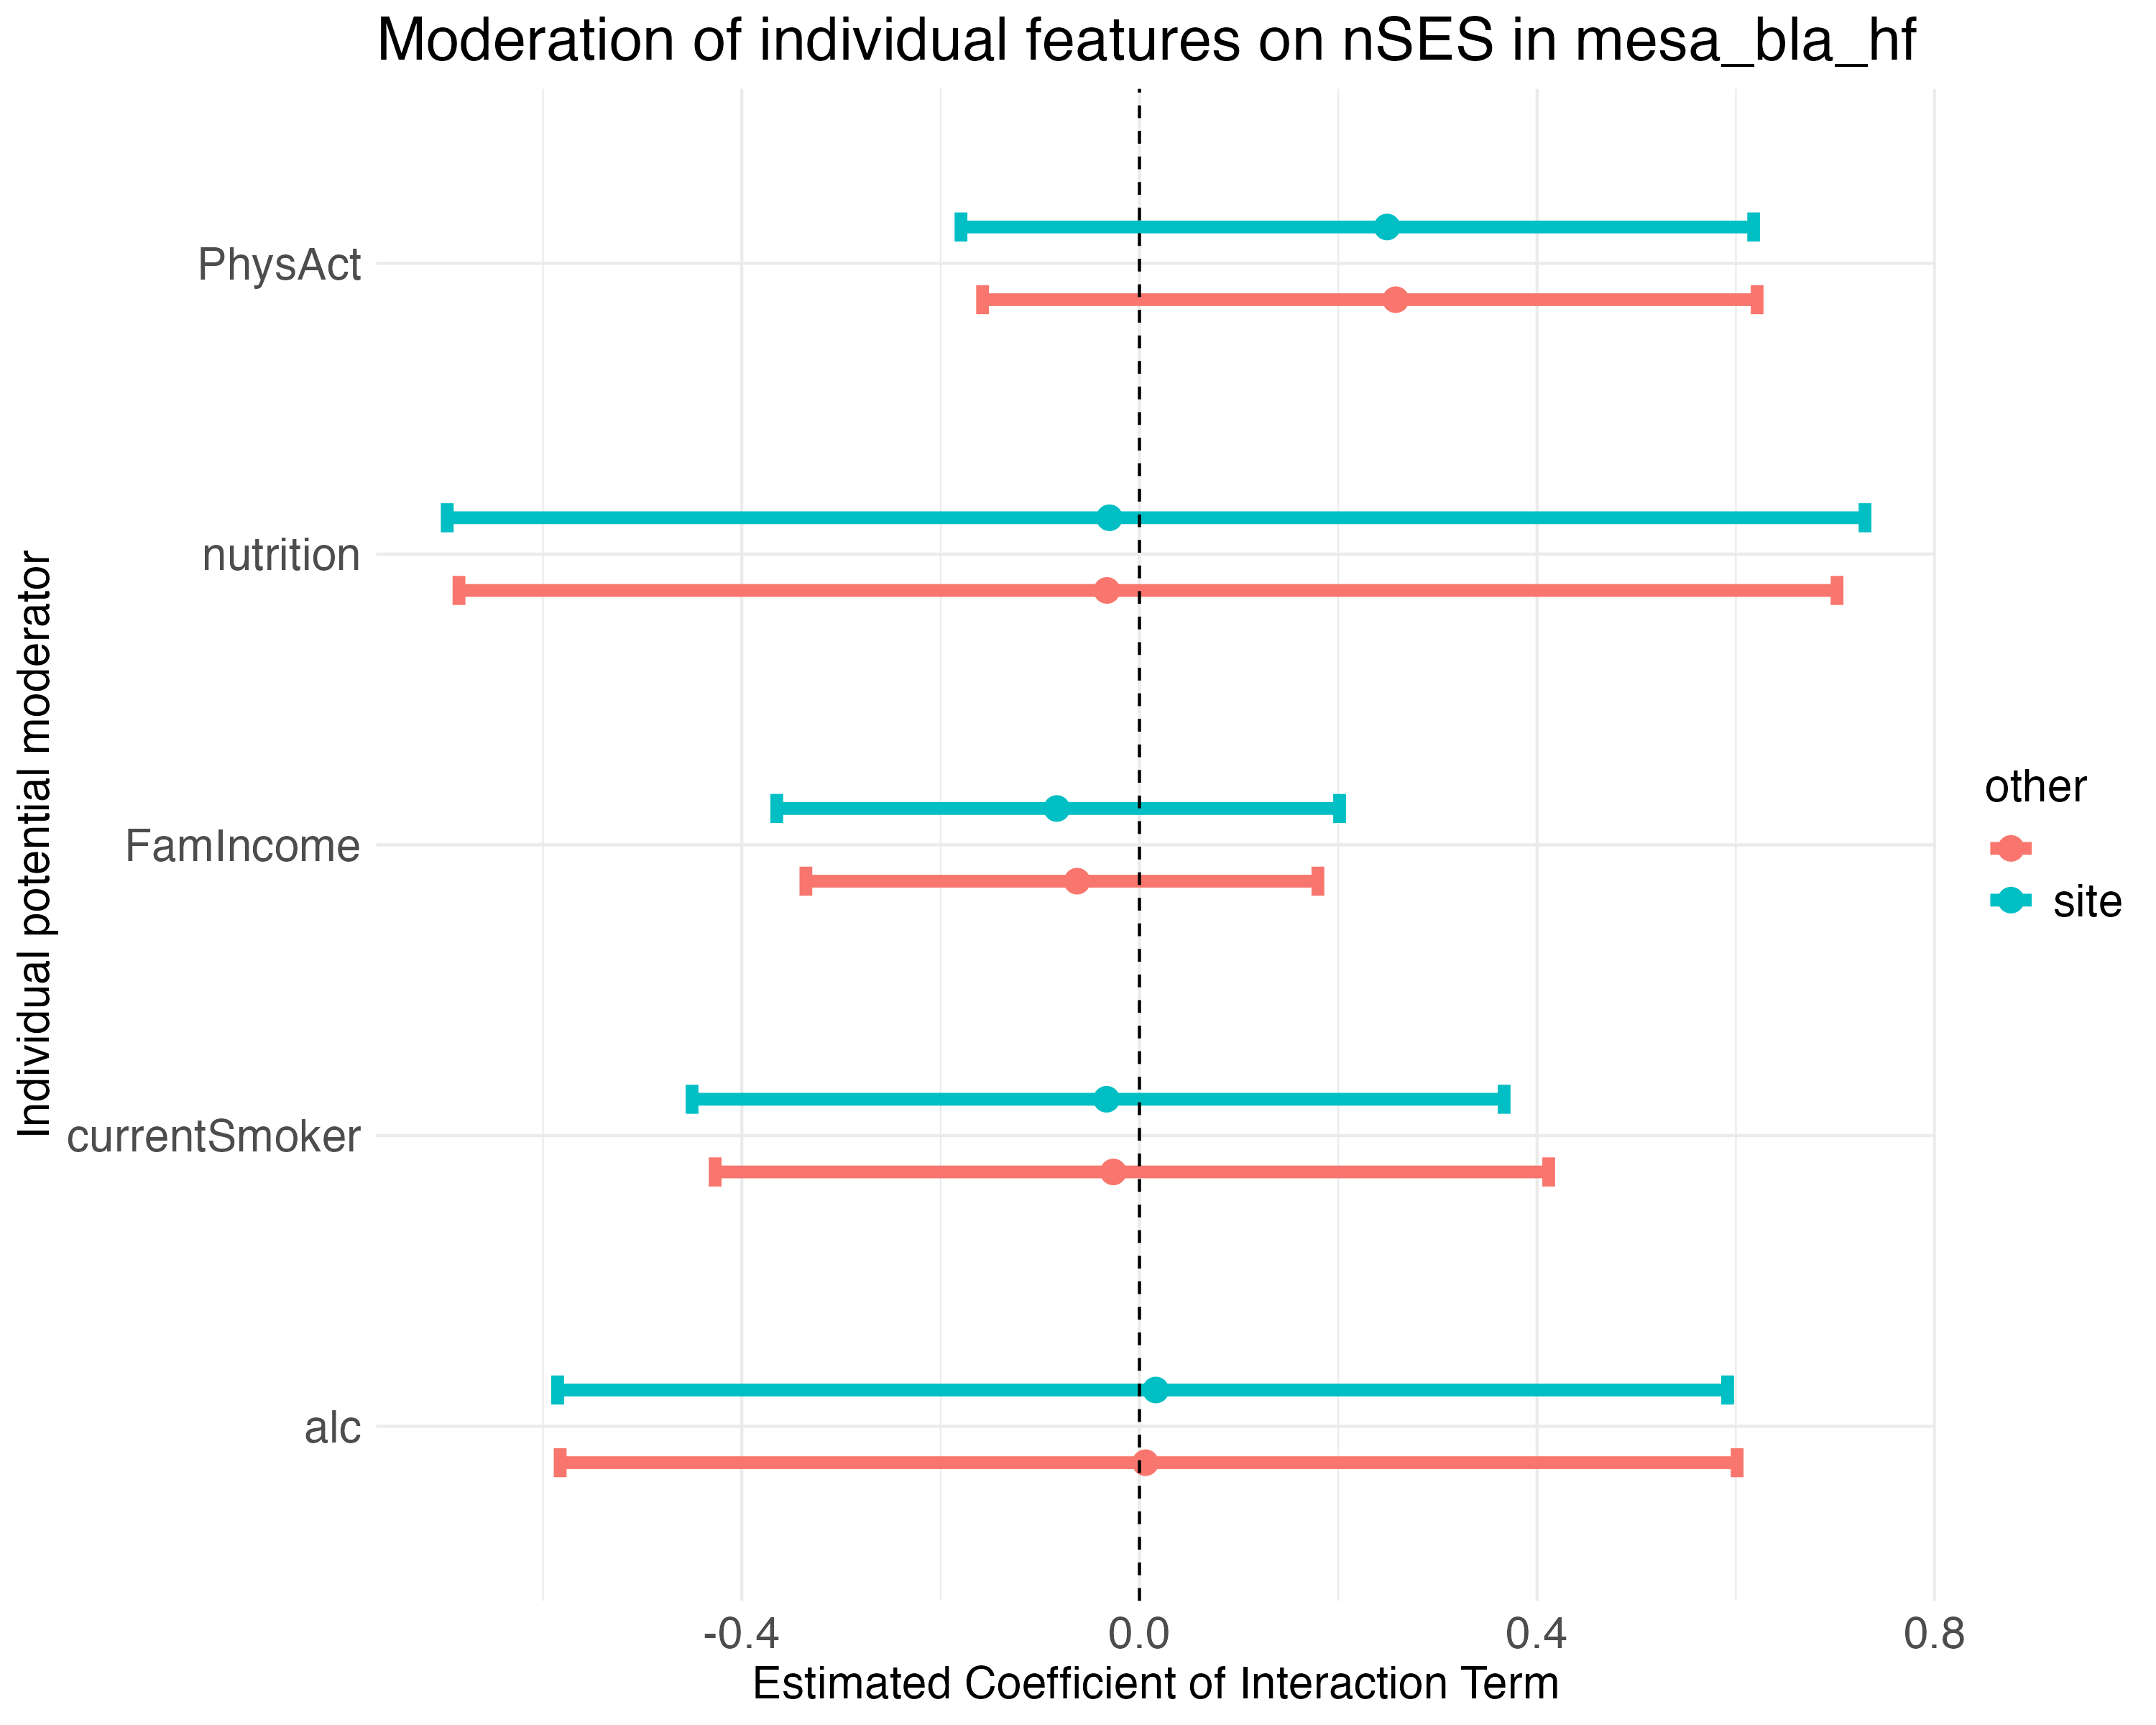 Moderation of individual features on nSES in mesa_bla_hf
Individual potential moderator
PhysAct
nutrition
FamIncome
currentSmoker
alc
-0.4
0.0
0.4
0.8
Estimated Coefficient of Interaction Term
other
site